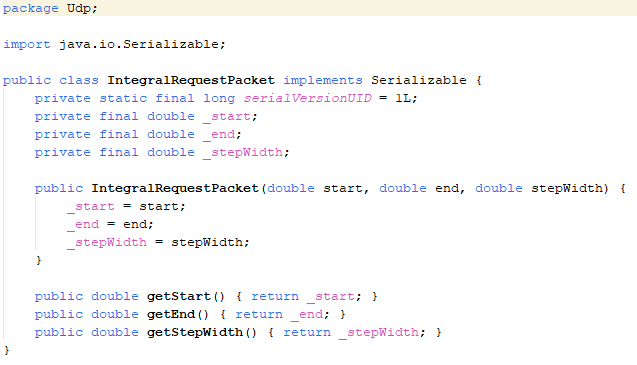 package Udp;
import java.io.Serializable;
public class IntegralRequestPacket implements Serializable {
private static final long serialVersionUID = 1L;
private final double _start;
private final double _end;
private final double _stepWidth;
public IntegralRequestPacket(double start, double end, double stepWidth) {
_start = start;
_end = end;
_stepWidth = stepWidth;
}
public double getStart() { return _start; }
public double getEnd() { return _end; }
public double getStepWidth() { return _stepWidth; }
}